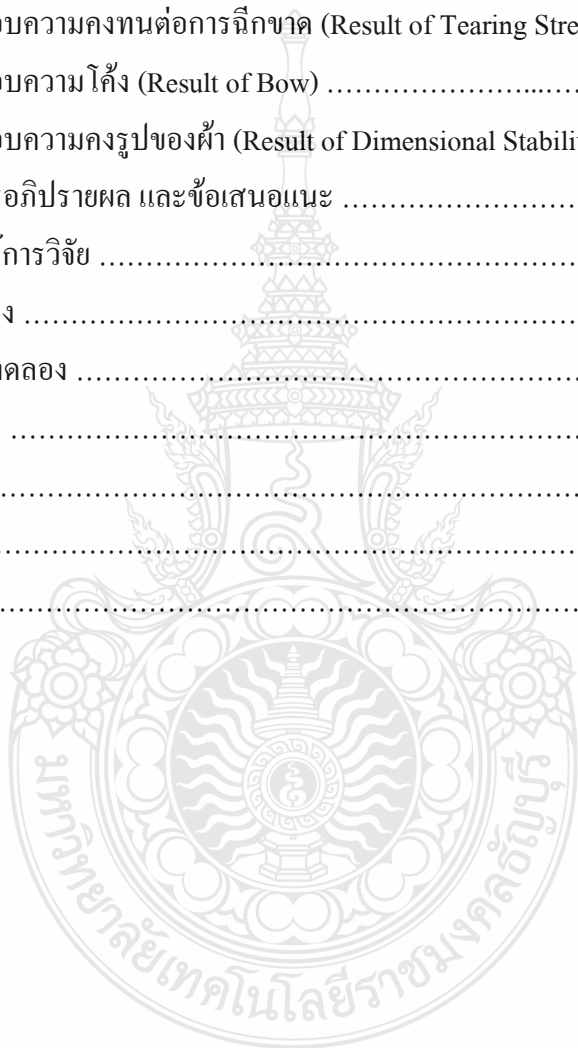 อบความคงทนต่อการฉีกขาด (Result of Tearing Stre
อบความโค้ง (Result of Bow) ……………………...…
อบความคงรูปของผ้า (Result of Dimensional Stabilit
รอภิปรายผล และข้อเสนอแนะ ……………………………
์การวิจัย …………………………………………………
ง ……………………………………………………………
าดลอง ……………………………………………………
……………………………………………………………
……………………………………………………………
……………………………………………………………
……………………………………………………………
มหาวิทยาลัยเทคโนโลยีราชมงคลธัญบุรี